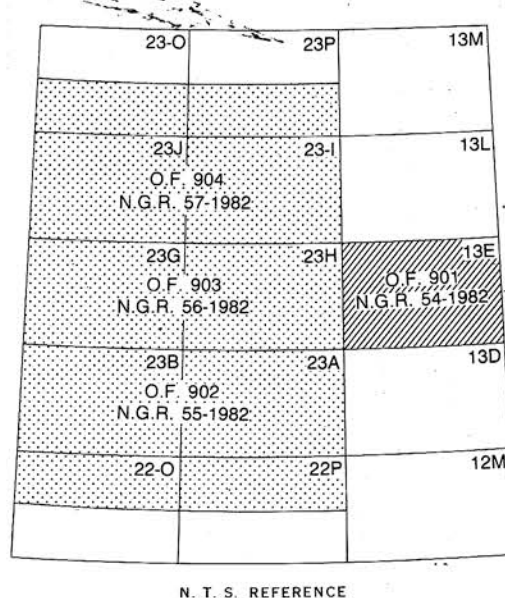 23-O 23P 13M
23J 23-I 13L
O.F. 904
N.G.R. 57-1982
23G 23H 13E
O.F. 903 O.F. 901
N.G.R. 56-1982 N.G.R. 54-1982
23B 23A 13D
O.F. 902
N.G.R. 55-1982
22-O 22P 12M
N. T. S. REFERENCE